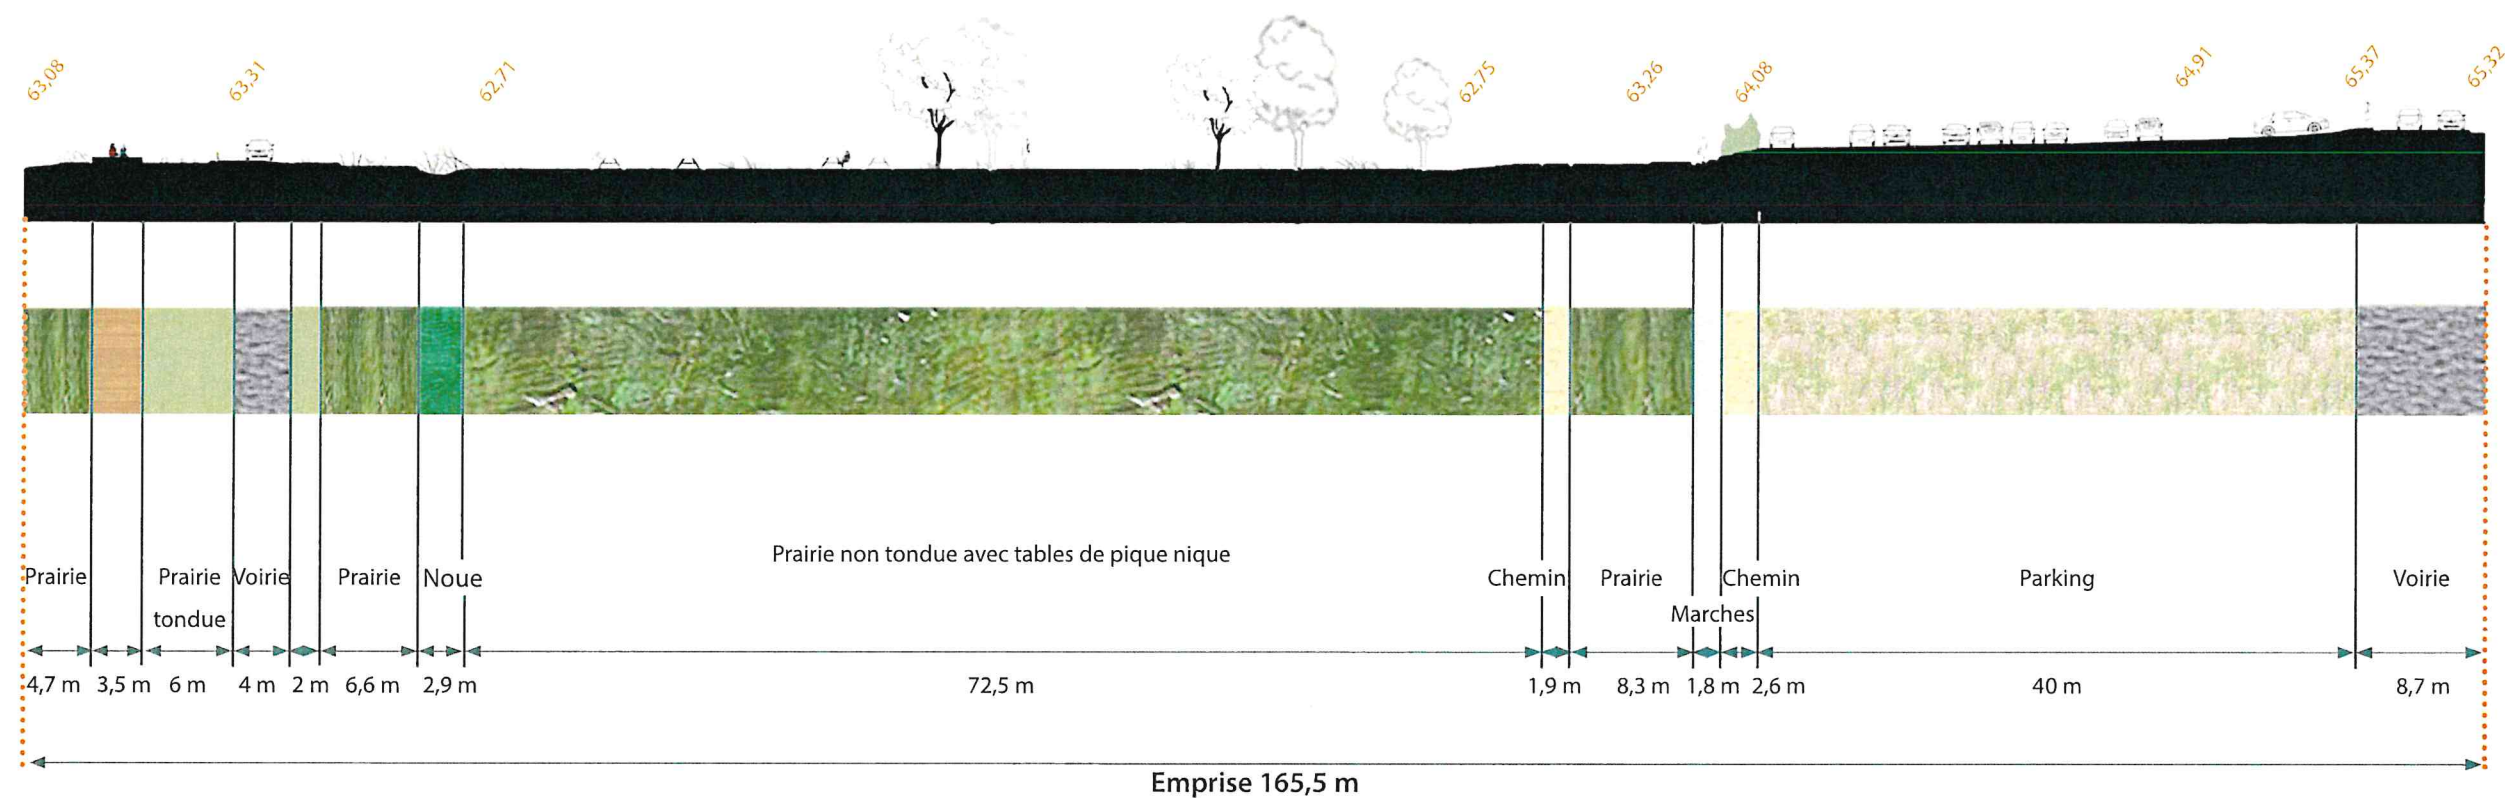 63,08
63,31
62,71
62,75
63,26
64,08
64,91
65,37
65,32
Prairie non tondue avec tables de pique nique
Prairie
Prairie
tondue
Voirie
Prairie
Noue
Chemin
Prairie
Marches
Chemin
Parking
Voirie
4,7 m 3,5 m 6 m 4 m 2 m 6,6 m 2,9 m 72,5 m 1,9 m 8,3 m 1,8 m 2,6 m 40 m 8,7 m
Emprise 165,5 m